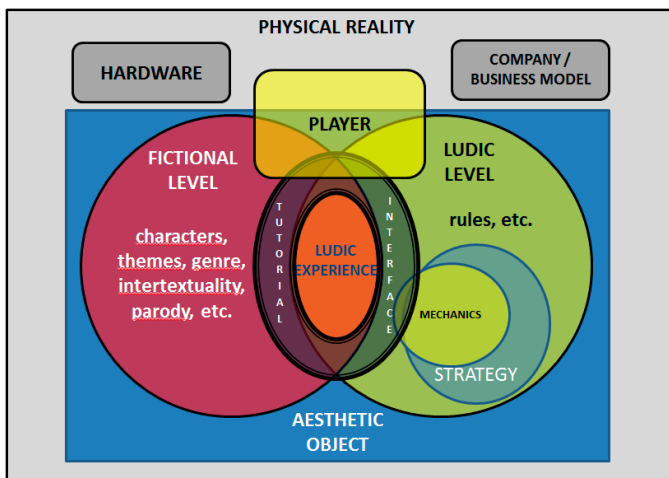 PHYSICAL REALITY
HARDWARE
COMPANY /
BUSINESS MODEL
PLAYER
FICTIONAL
LEVEL
LUDIC
LEVEL
characters,
themes, genre,
intertextuality,
parody, etc.
TUTORIAL
LUDIC
EXPERIENCE
INTERFACE
rules, etc.
MECHANICS
STRATEGY
AESTHETIC
OBJECT